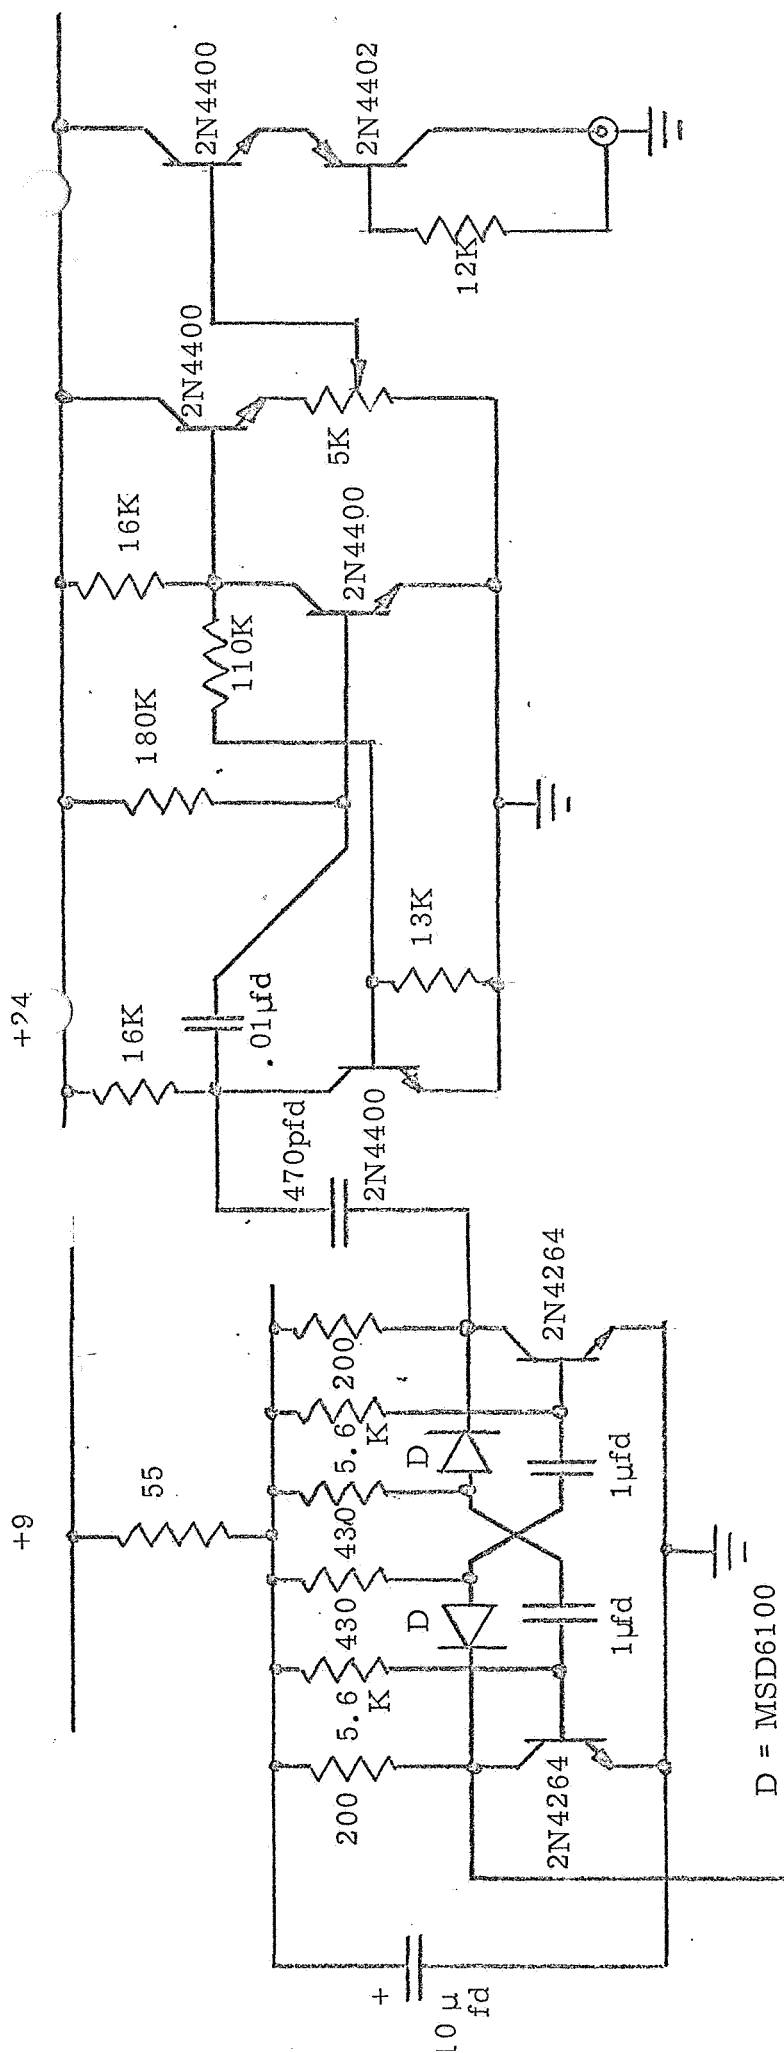 +9
+24
55
16K
180K
16K
2N4400
2N4400
2N4402
.01μfd
110K
5K
12K
2N4400
13K
470pfd
2N4400
10 μ
fd
+
200
5.6
K
430
430
5.6
K
200
D
D
1μfd
1μfd
2N4264
2N4264
D = MSD6100